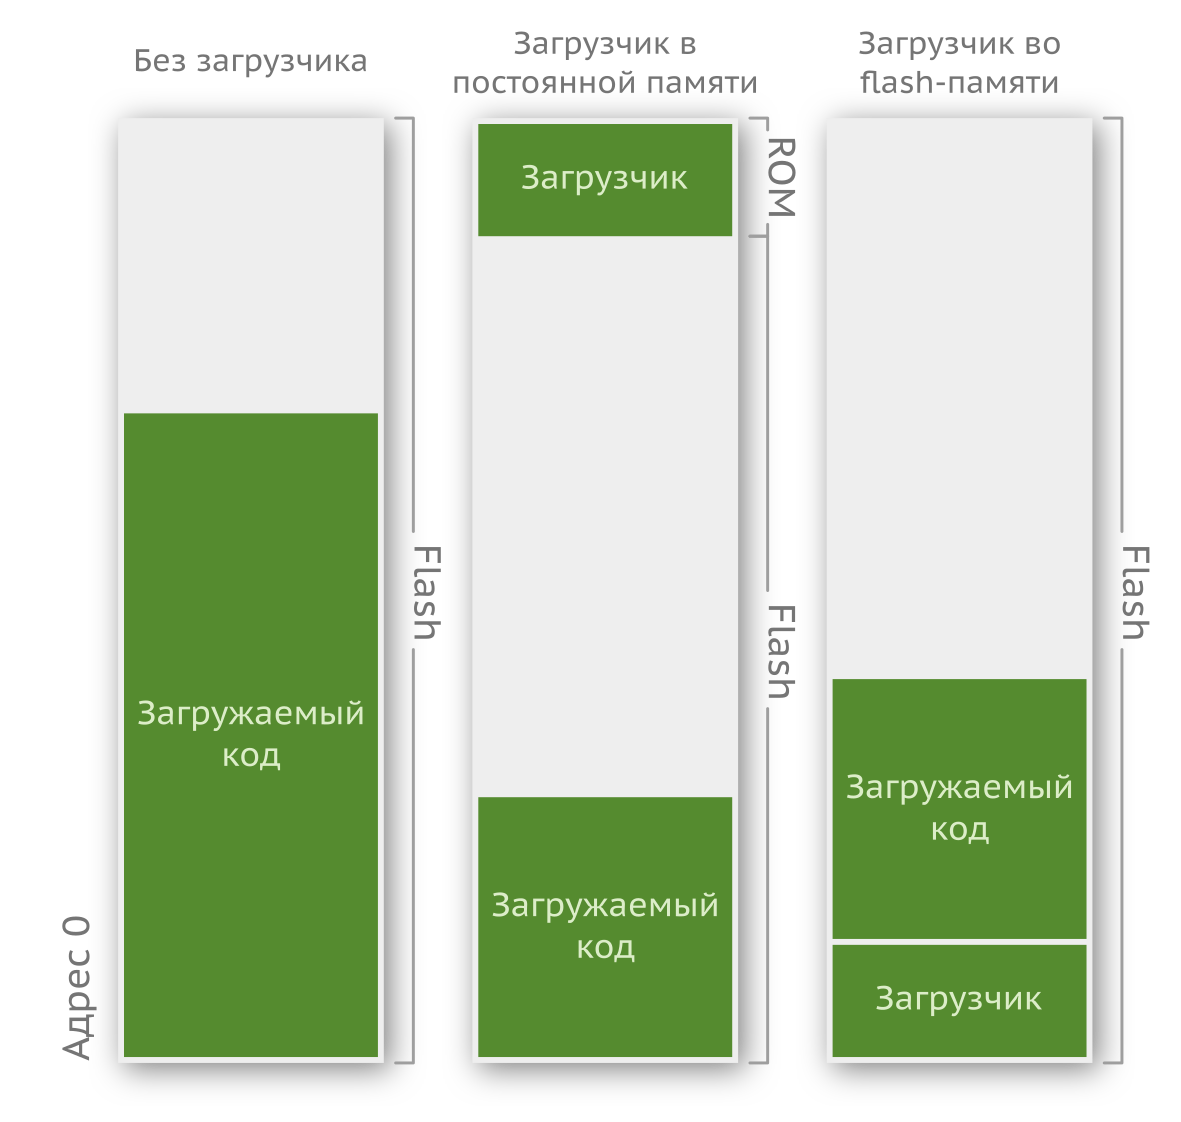 Без загрузчика
Загрузчик в
постоянной памяти
Загрузчик во
flash-памяти
Адрес 0
Загружаемый
код
Flash
Загрузчик
ROM
Загружаемый
код
Flash
Загружаемый
код
Загрузчик
Flash